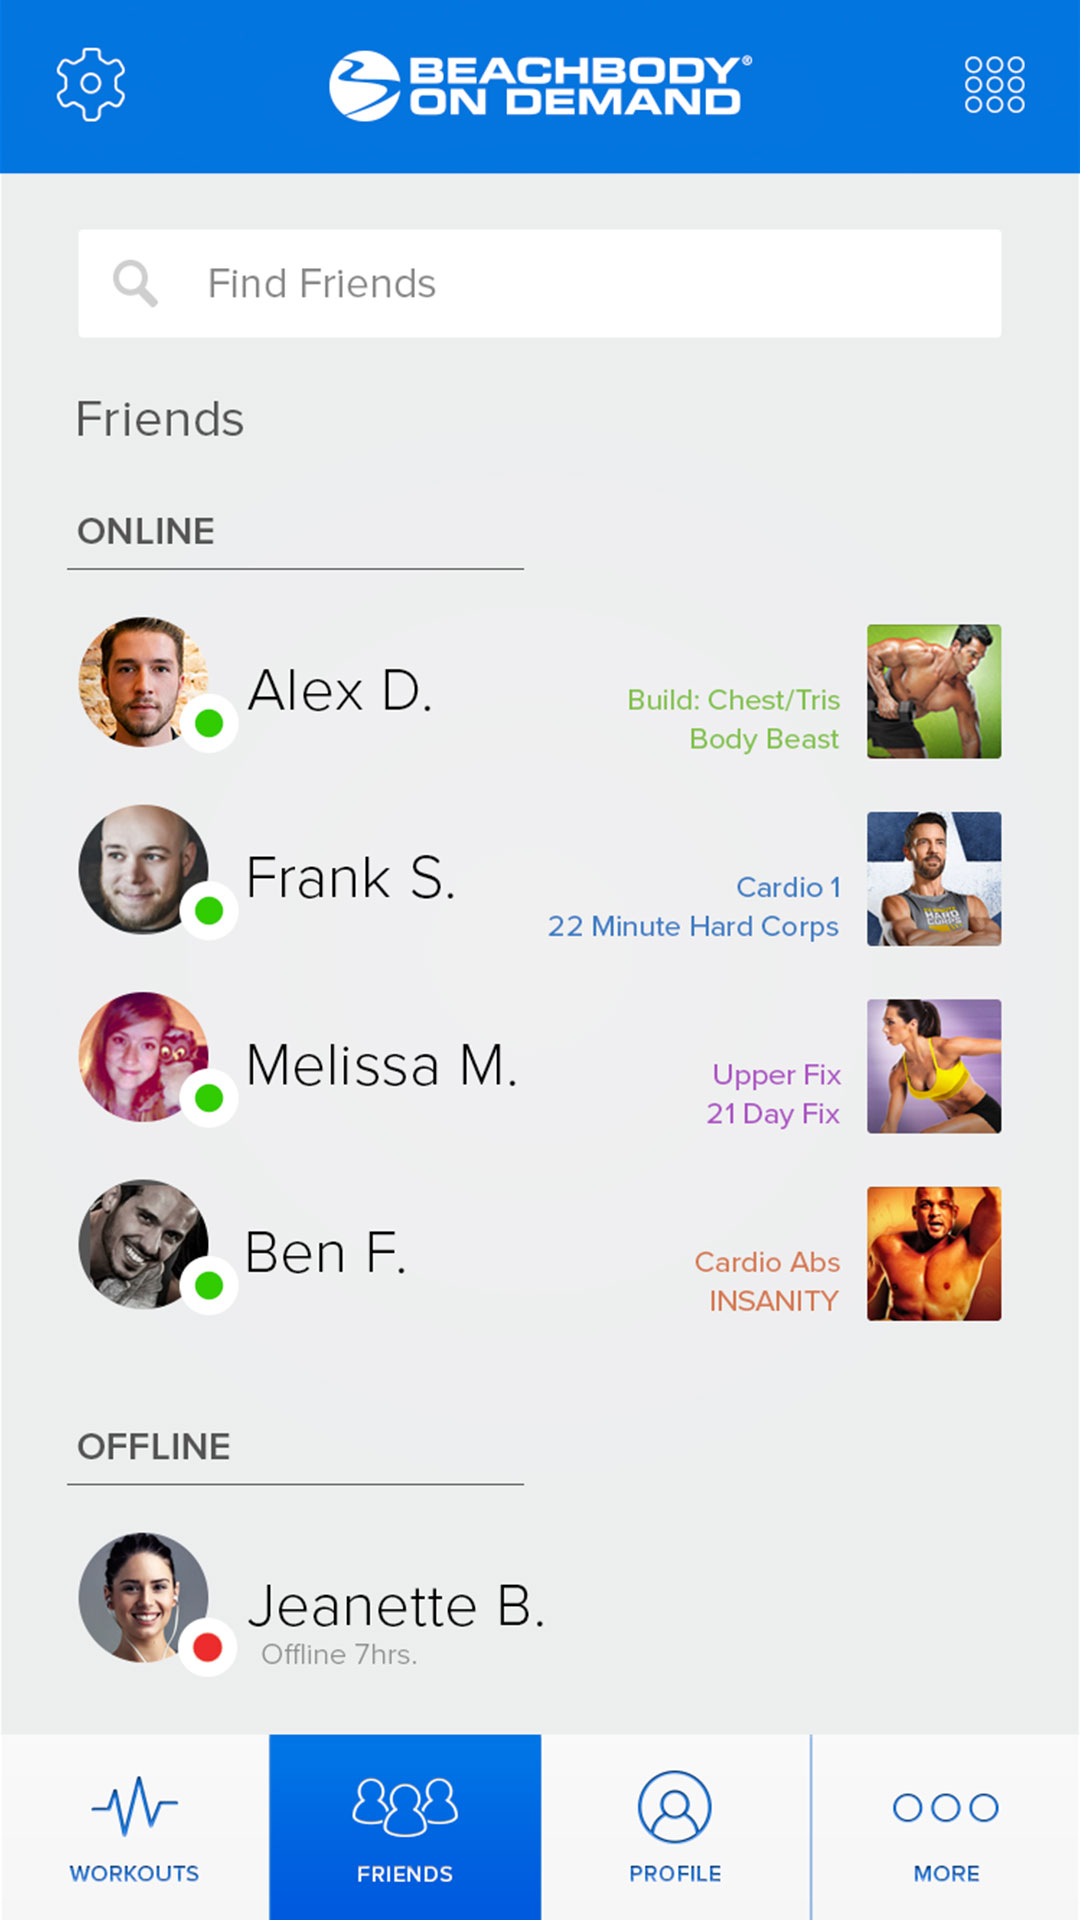 BEACHBODY®
ON DEMAND
Find Friends
Friends
ONLINE
Alex D.
Build: Chest/Tris
Body Beast
Frank S.
Cardio 1
22 Minute Hard Corps
HARD
CORPS
Melissa M.
Upper Fix
21 Day Fix
Ben F.
Cardio Abs
INSANITY
OFFLINE
Jeanette B.
Offline 7hrs.
WORKOUTS
FRIENDS
PROFILE
MORE